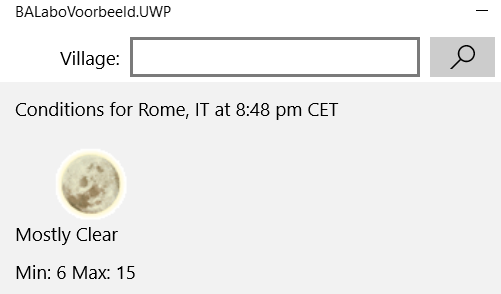 BALaboVoorbeeld.UWP
Village:
Conditions for Rome, IT at 8:48 pm CET
Mostly Clear
Min: 6 Max: 15